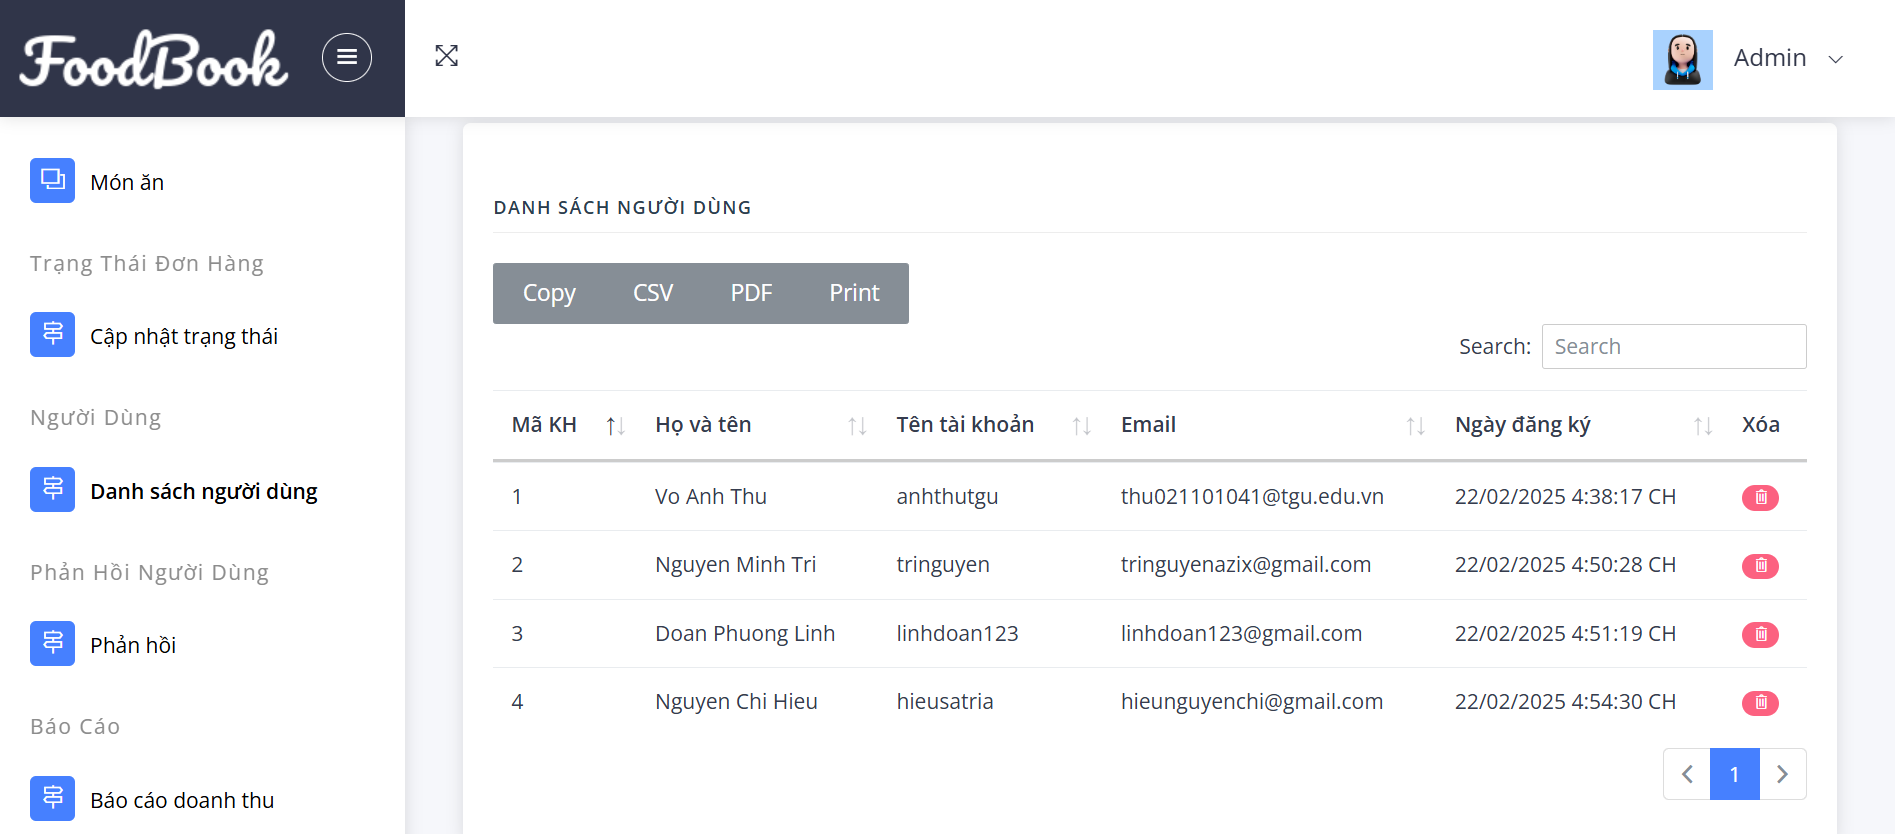 FoodBook
Admin
Món ăn
Trạng Thái Đơn Hàng
Cập nhật trạng thái
Người Dùng
Danh sách người dùng
Phản Hồi Người Dùng
Phản hồi
Báo Cáo
Báo cáo doanh thu
DANH SÁCH NGƯỜI DÙNG
Copy CSV PDF Print
Search: Search
Mã KH Họ và tên Tên tài khoản Email Ngày đăng ký Xóa
1 Vo Anh Thu anhthutgu thu021101041@tgu.edu.vn 22/02/2025 4:38:17 CH
2 Nguyen Minh Tri tringuyen tringuyenazix@gmail.com 22/02/2025 4:50:28 CH
3 Doan Phuong Linh linhdoan123 linhdoan123@gmail.com 22/02/2025 4:51:19 CH
4 Nguyen Chi Hieu hieusatria hieunguyenchi@gmail.com 22/02/2025 4:54:30 CH
1